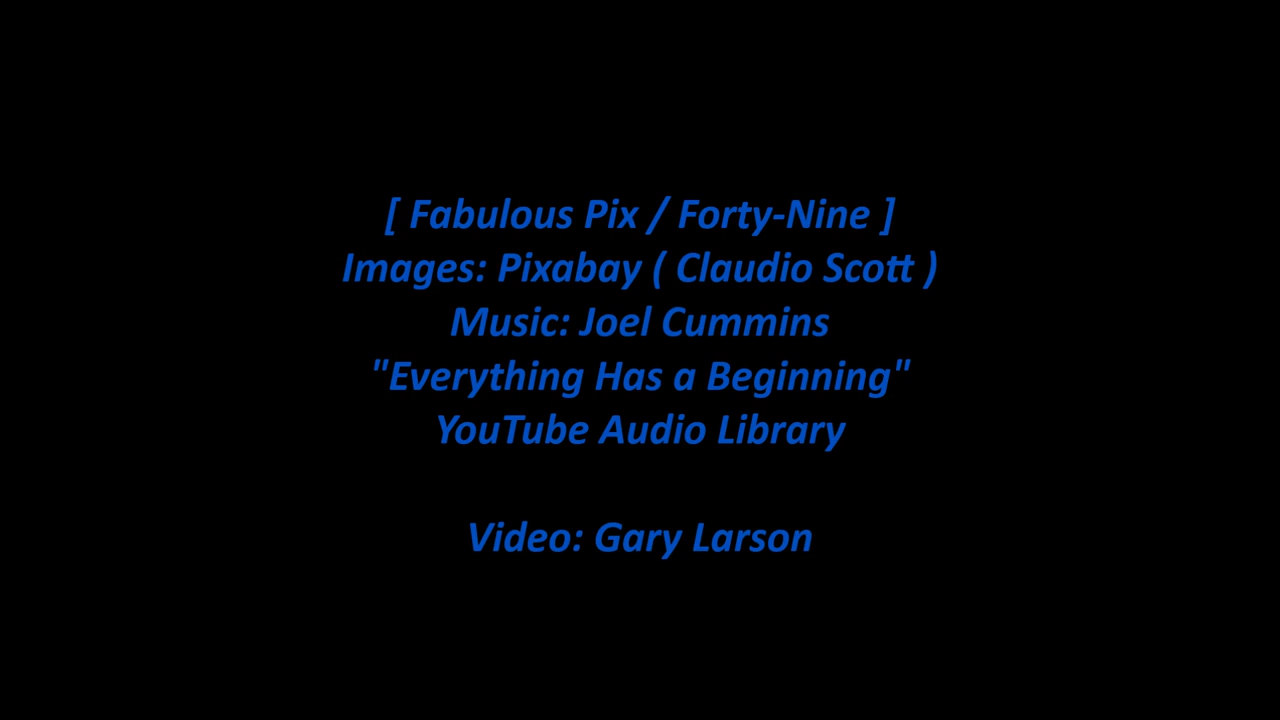 [ Fabulous Pix / Forty-Nine ]
Images: Pixabay ( Claudio Scott )
Music: Joel Cummins
"Everything Has a Beginning"
YouTube Audio Library
Video: Gary Larson